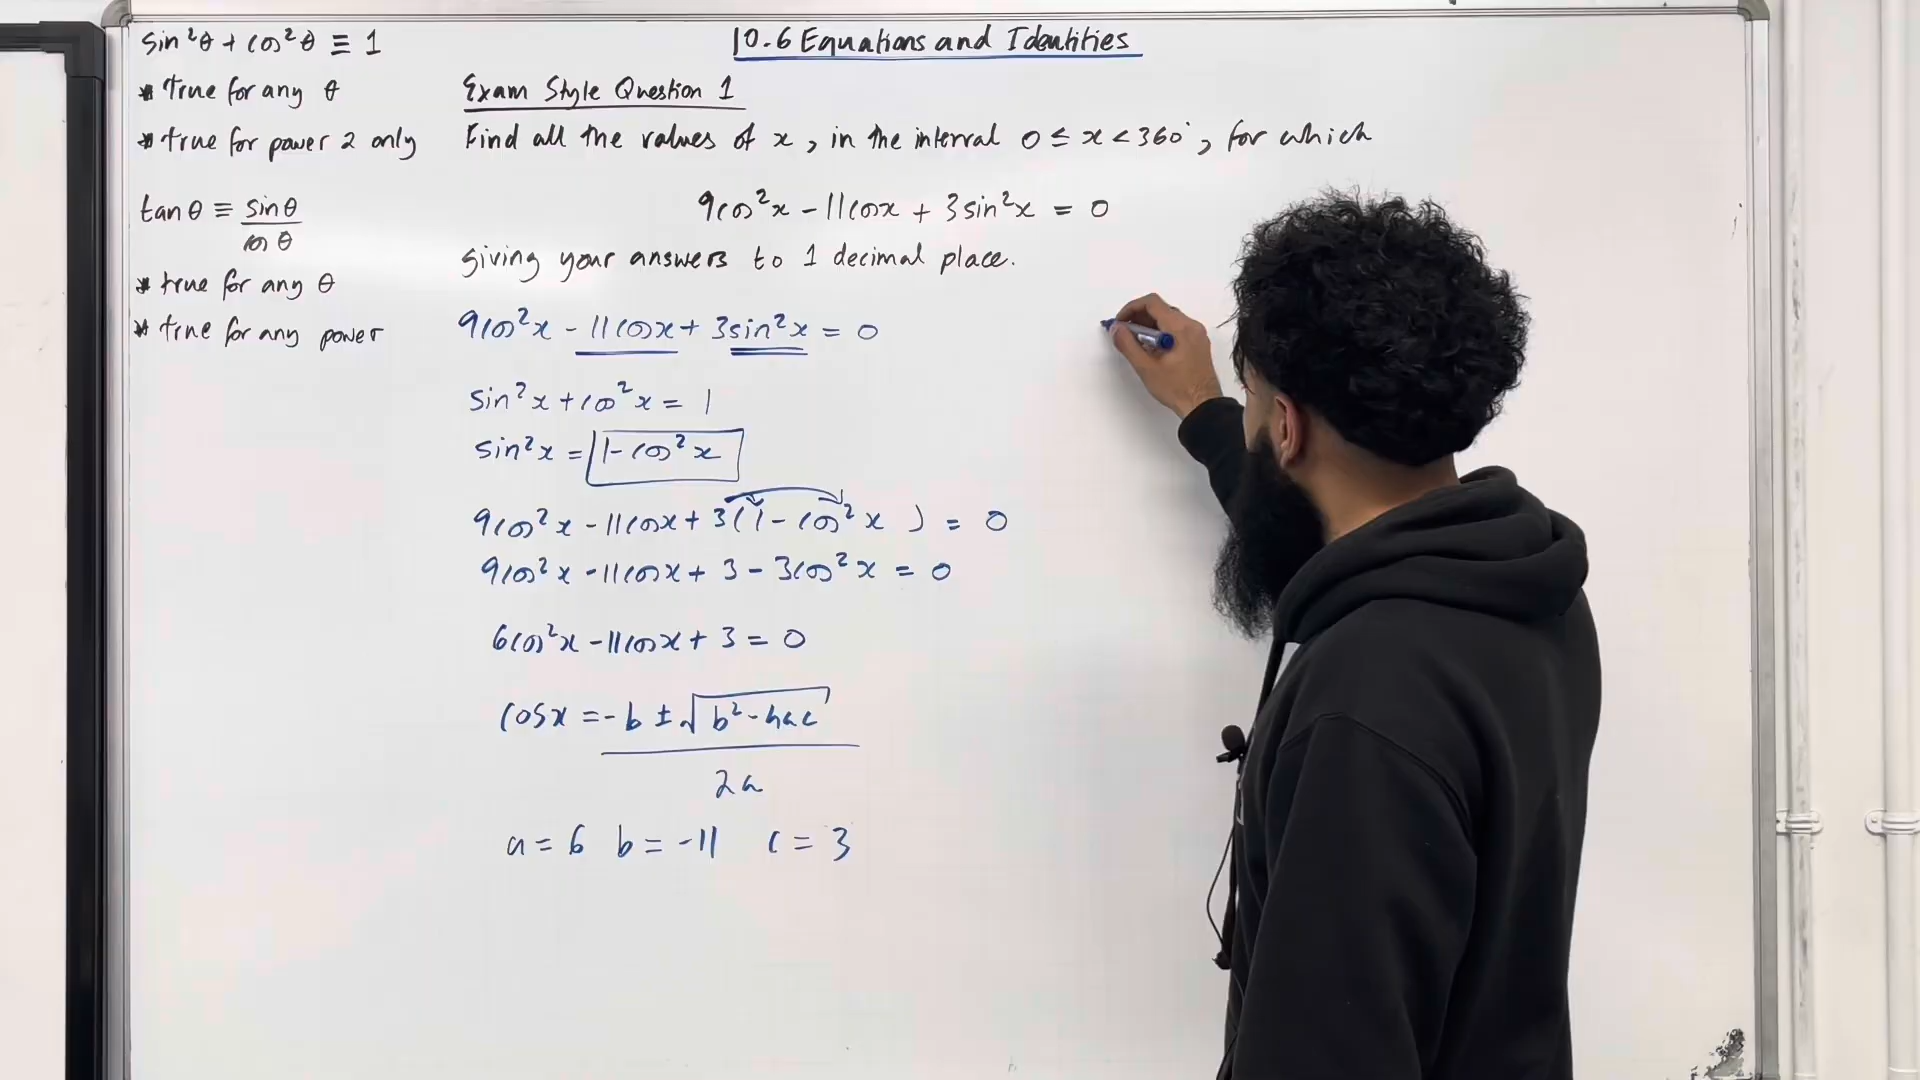 sin²θ + cos²θ ≡ 1
* true for any θ
* true for power 2 only
tanθ ≡ sinθ
cosθ
* true for any θ
* true for any power
10.6 Equations and Identities
Exam Style Question 1
Find all the values of x, in the interval 0 ≤ x < 360°, for which
9cos²x - 11cosx + 3sin²x = 0
giving your answers to 1 decimal place.
9cos²x - 11cosx + 3sin²x = 0
sin²x + cos²x = 1
sin²x = 1 - cos²x
9cos²x - 11cosx + 3(1 - cos²x) = 0
9cos²x - 11cosx + 3 - 3cos²x = 0
6cos²x - 11cosx + 3 = 0
cosx = -b ± √b² - 4ac
2a
a = 6 b = -11 c = 3